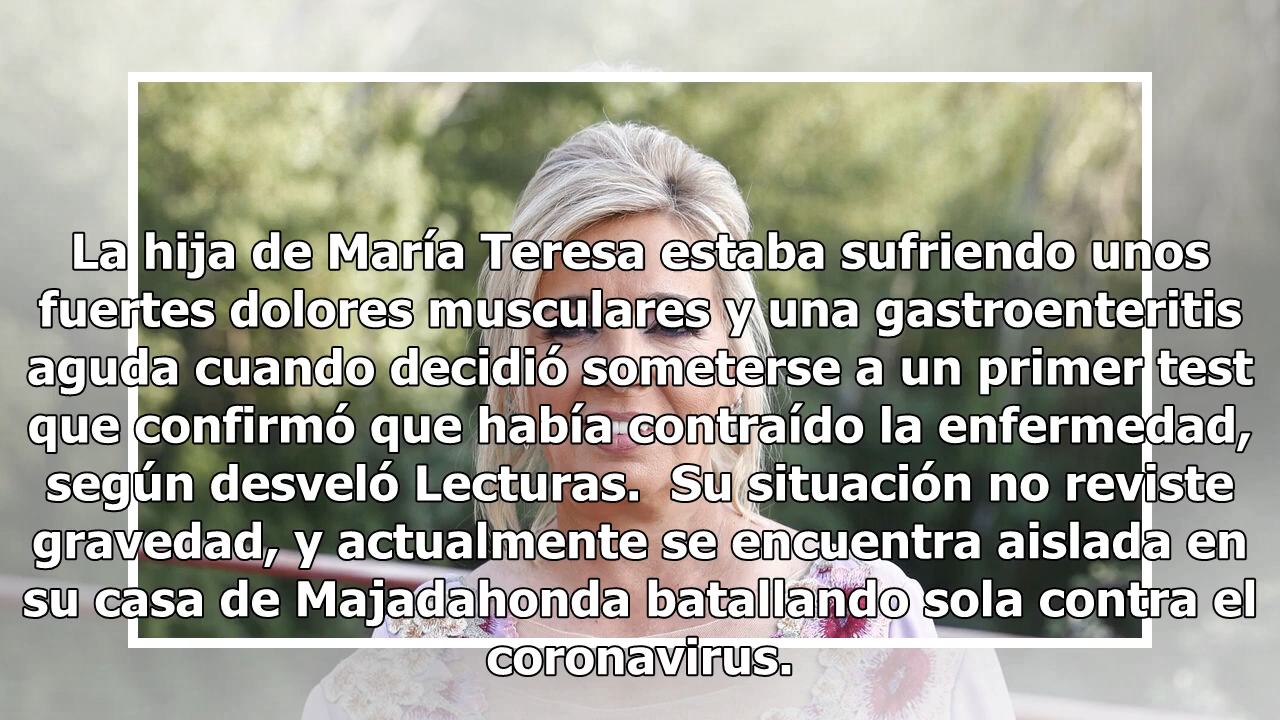 La hija de María Teresa estaba sufriendo unos
fuertes dolores musculares y una gastroenteritis
aguda cuando decidió someterse a un primer test
que confirmó que había contraído la enfermedad,
según desveló Lecturas.  Su situación no reviste
gravedad, y actualmente se encuentra aislada en
su casa de Majadahonda batallando sola contra el
coronavirus.